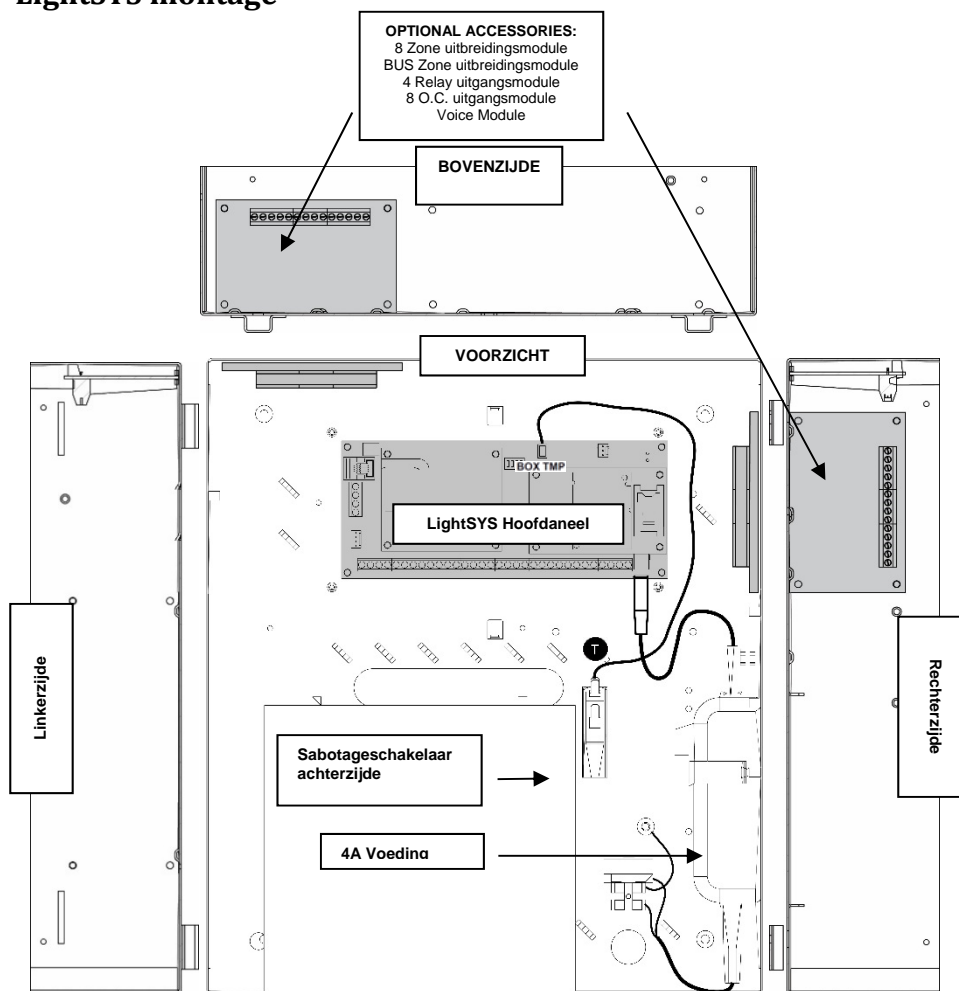 LightSYS montage
OPTIONAL ACCESSORIES:
8 Zone uitbreidingsmodule
BUS Zone uitbreidingsmodule
4 Relay uitgangsmodule
8 O.C. uitgangsmodule
Voice Module
BOVENZIJDE
VOORZICHT
BOX TMP
LightSYS Hoofdaneel
T
Linkerzijde
Rechterzijde
Sabotageschakelaar
achterzijde
4A Voeding